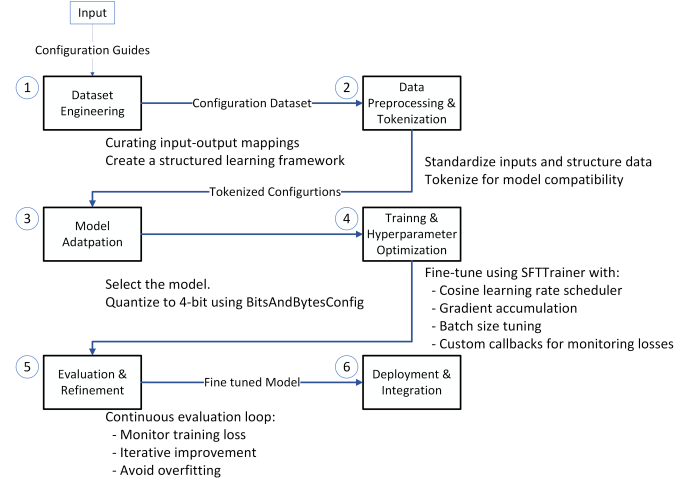 Input
Configuration Guides
1
Dataset
Engineering
Configuration Dataset
2
Data
Preprocessing &
Tokenization
Curating input-output mappings
Create a structured learning framework
Standardize inputs and structure data
Tokenize for model compatibility
Tokenized Configurtions
3
Model
Adatpation
4
Trainng &
Hyperparameter
Optimization
Select the model.
Quantize to 4-bit using BitsAndBytesConfig
Fine-tune using SFTTrainer with:
- Cosine learning rate scheduler
- Gradient accumulation
- Batch size tuning
- Custom callbacks for monitoring losses
5
Evaluation &
Refinement
Fine tuned Model
6
Deployment &
Integration
Continuous evaluation loop:
- Monitor training loss
- Iterative improvement
- Avoid overfitting